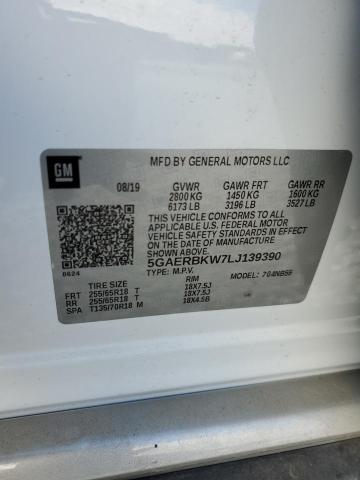 GM
MFD BY GENERAL MOTORS LLC
08/19 GVWR GAWR FRT GAWR RR
2800 KG 1450 KG 1600 KG
6173 LB 3196 LB 3527 LB
THIS VEHICLE CONFORMS TO ALL
APPLICABLE U.S. FEDERAL MOTOR
VEHICLE SAFETY STANDARDS IN EFFECT
ON THE DATE OF MANUFACTURE SHOWN
ABOVE.
0624
5GAERBKW7LJ139390
TYPE: M.P.V. MODEL: 704NB56
TIRE SIZE RIM
FRT 255/65R18 T 18X7.5J
RR 255/65R18 T 18X7.5J
SPA T135/70R18 M 18X4.5B